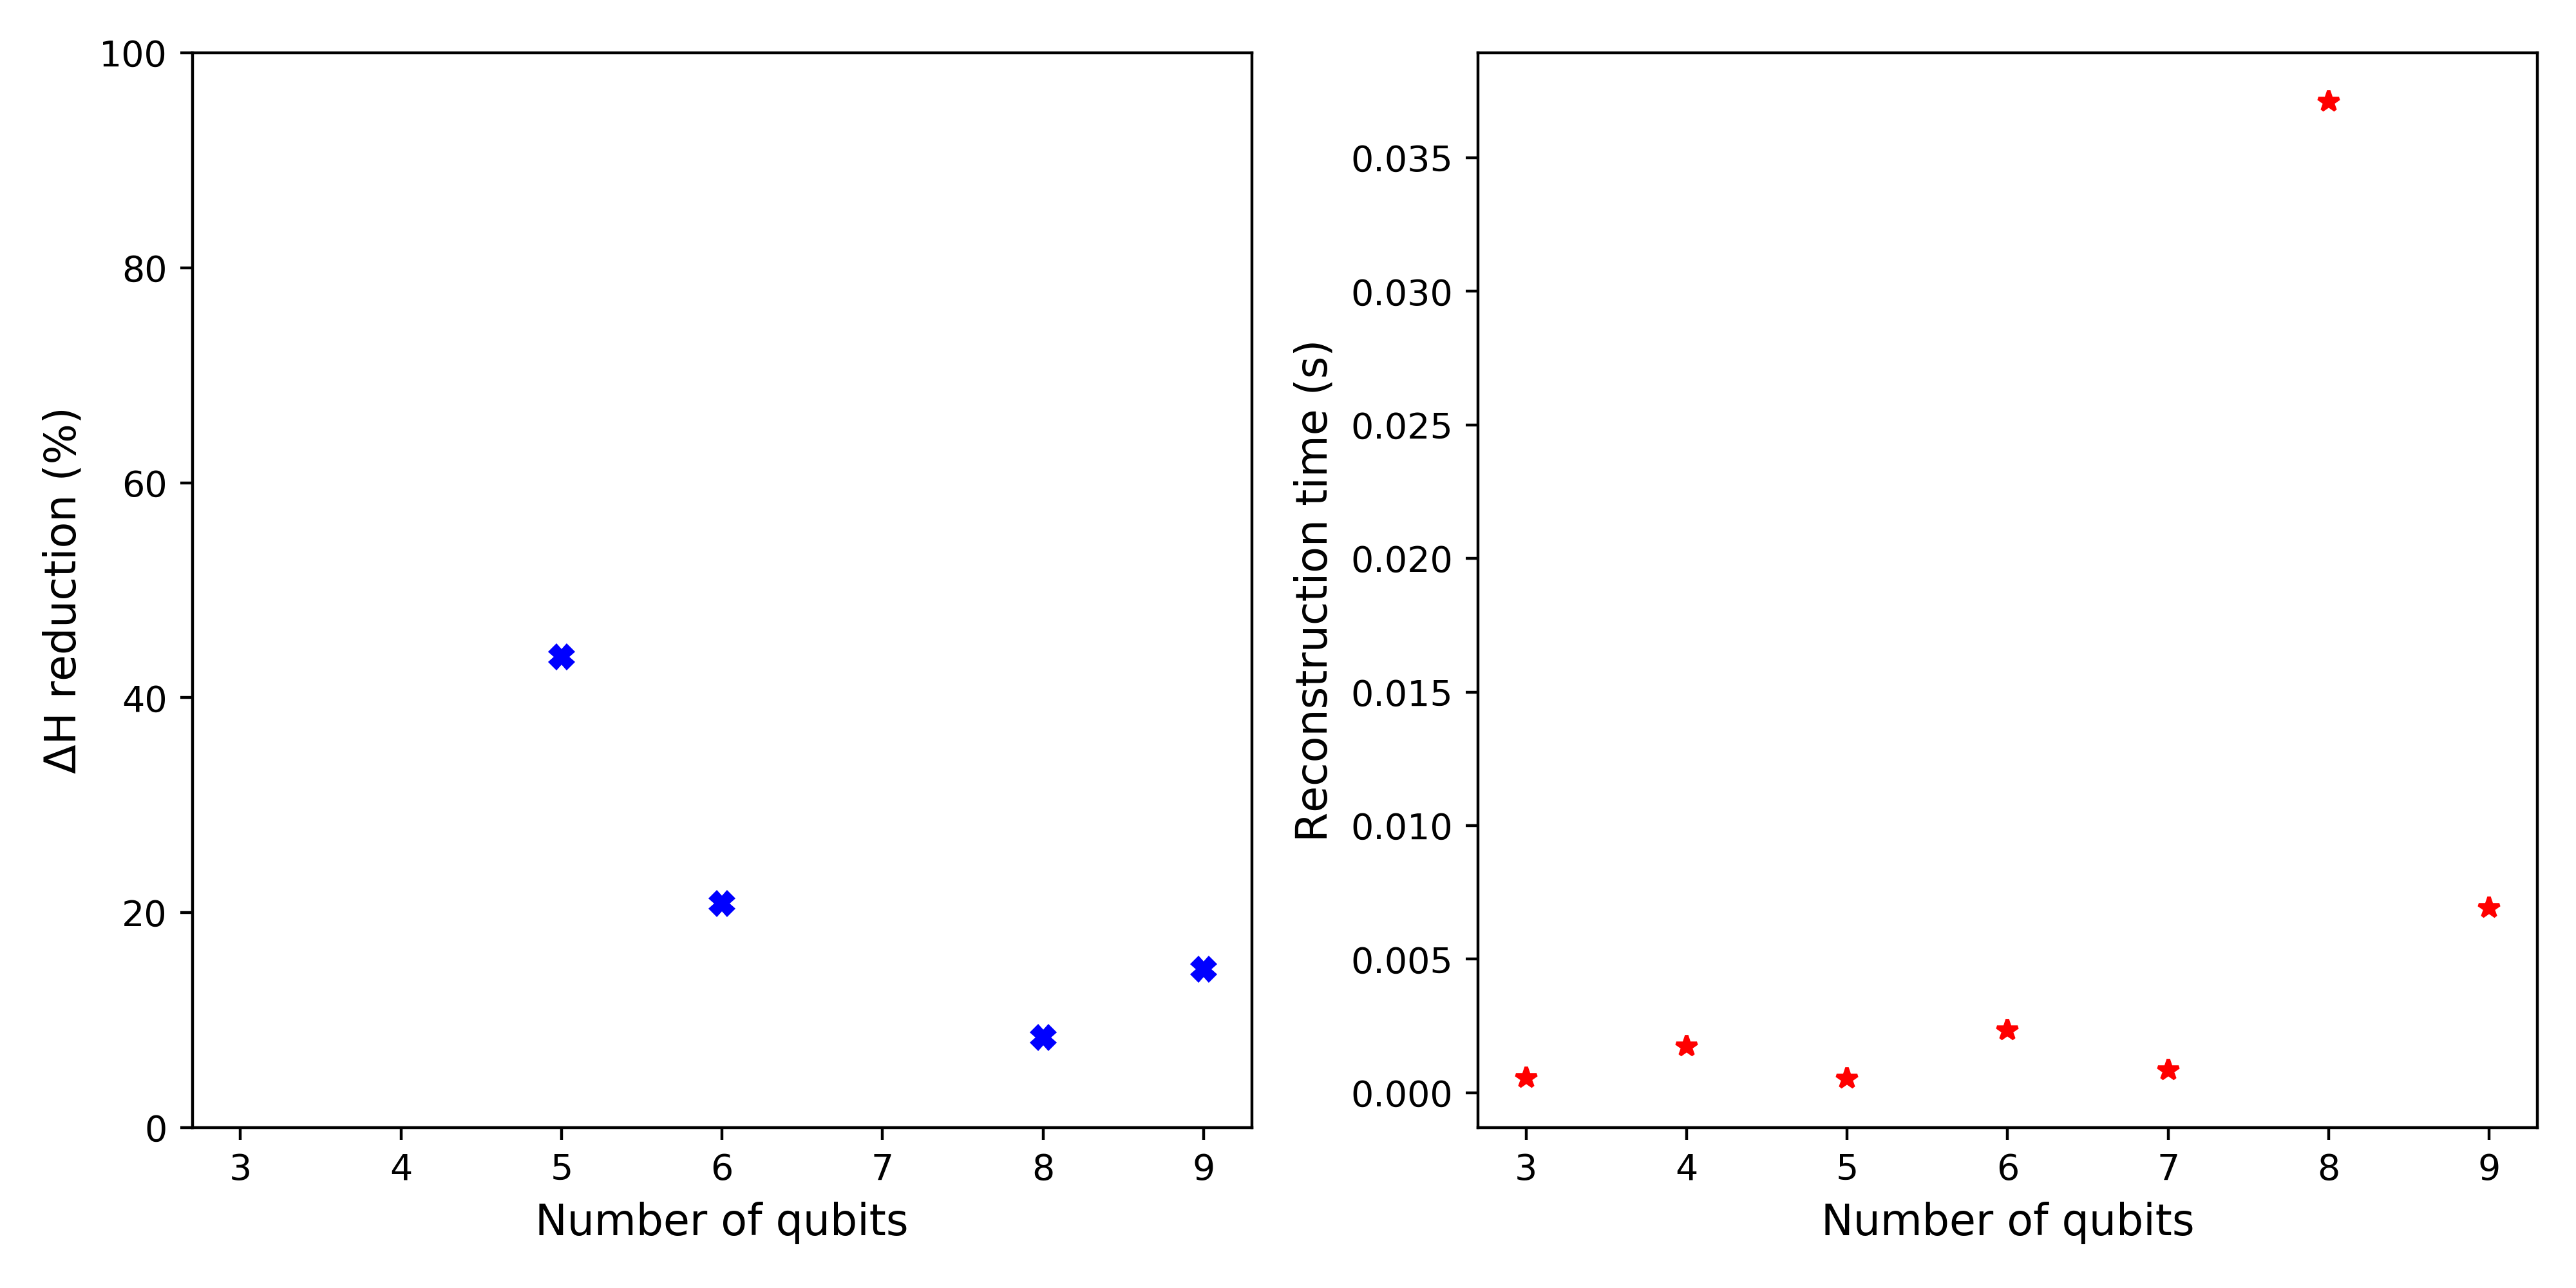 ΔH reduction (%)
100
80
60
40
20
0
3 4 5 6 7 8 9
Number of qubits
Reconstruction time (s)
0.035
0.030
0.025
0.020
0.015
0.010
0.005
0.000
3 4 5 6 7 8 9
Number of qubits